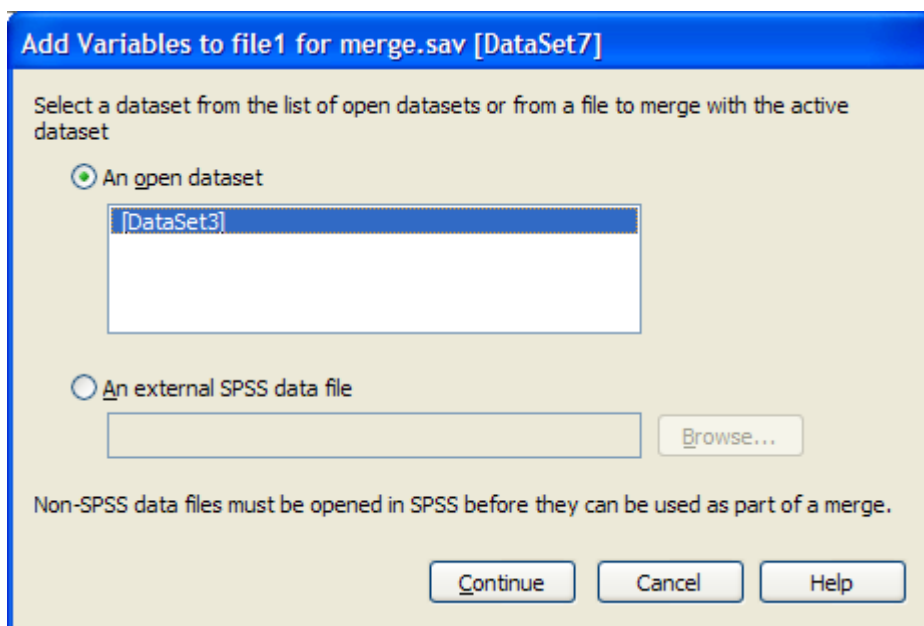 Add Variables to file1 for merge.sav [DataSet7]
Select a dataset from the list of open datasets or from a file to merge with the active
dataset
An open dataset
[DataSet3]
An external SPSS data file
Browse...
Non-SPSS data files must be opened in SPSS before they can be used as part of a merge.
Continue Cancel Help